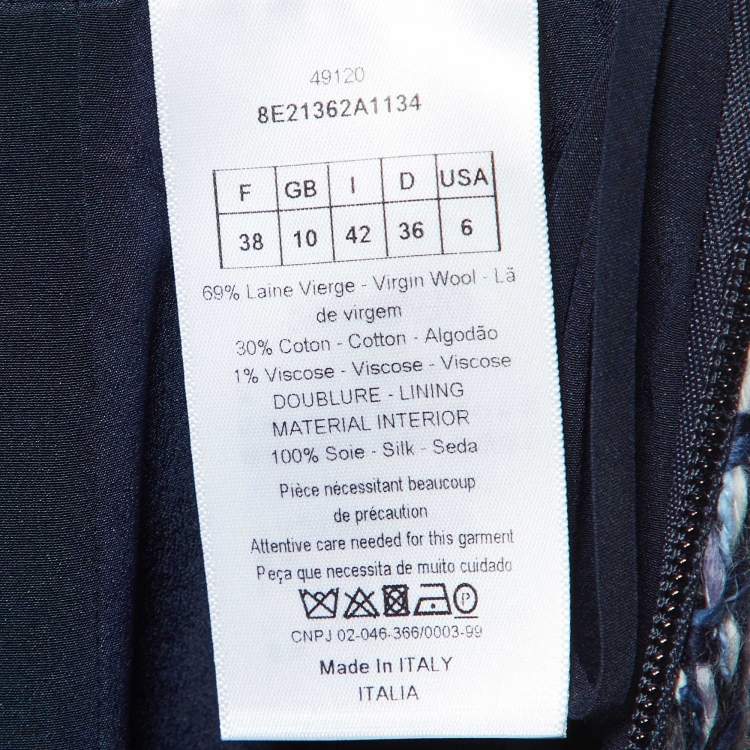 49120
8E21362A1134
F GB I D USA
38 10 42 36 6
69% Laine Vierge - Virgin Wool - Lã
de virgem
30% Coton - Cotton - Algodão
1% Viscose - Viscose - Viscose
DOUBLURE - LINING
MATERIAL INTERIOR
100% Soie - Silk - Seda
Pièce nécessitant beaucoup
de précaution
Attentive care needed for this garment
Peça que necessita de muito cuidado
P
CNPJ 02-046-366/0003-99
Made In ITALY
ITALIA